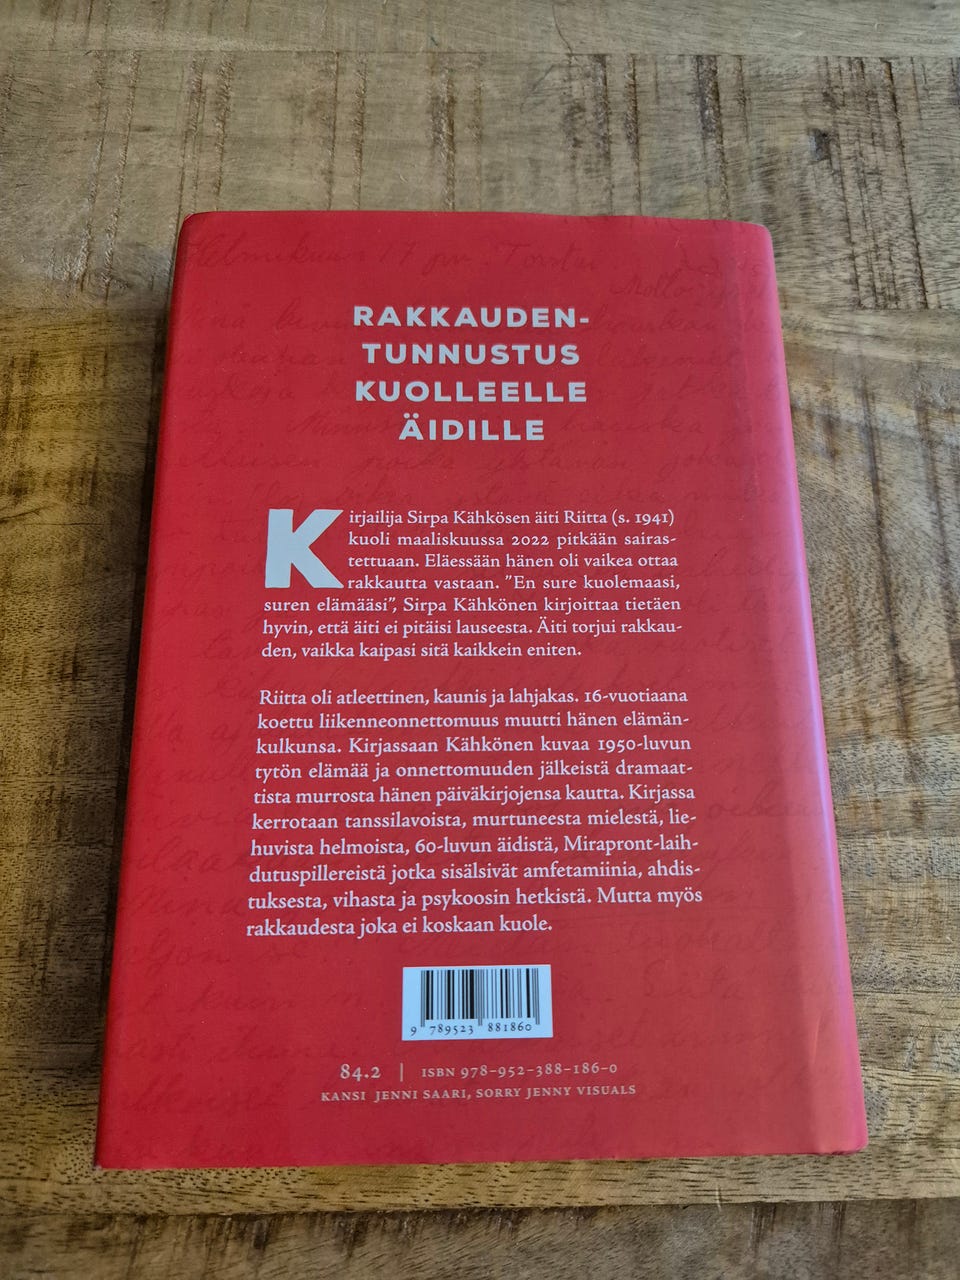 Helmikuun 17 pv. Torstai
RAKKAUDEN-
TUNNUSTUS
KUOLLEELLE
ÄIDILLE
Kirjailija Sirpa Kähkösen äiti Riitta (s. 1941)
kuoli maaliskuussa 2022 pitkään sairas-
tettuaan. Eläessään hänen oli vaikea ottaa
rakkautta vastaan. ”En sure kuolemaasi,
suren elämääsi”, Sirpa Kähkönen kirjoittaa tietäen
hyvin, että äiti ei pitäisi lauseesta. Äiti torjui rakkau-
den, vaikka kaipasi sitä kaikkein eniten.
Riitta oli atleettinen, kaunis ja lahjakas. 16-vuotiaana
koettu liikenneonnettomuus muutti hänen elämän-
kulkunsa. Kirjassaan Kähkönen kuvaa 1950-luvun
tytön elämää ja onnettomuuden jälkeistä dramaat-
tista murrosta hänen päiväkirjojensa kautta. Kirjassa
kerrotaan tanssilavoista, murtuneesta mielestä, lie-
huvista helmoista, 60-luvun äidistä, Mirapront-laih-
dutuspillereistä jotka sisälsivät amfetamiinia, ahdis-
tuksesta, vihasta ja psykoosin hetkistä. Mutta myös
rakkaudesta joka ei koskaan kuole.
9 789523 881860
84.2 | ISBN 978-952-388-186-0
KANSI JENNI SAARI, SORRY JENNY VISUALS